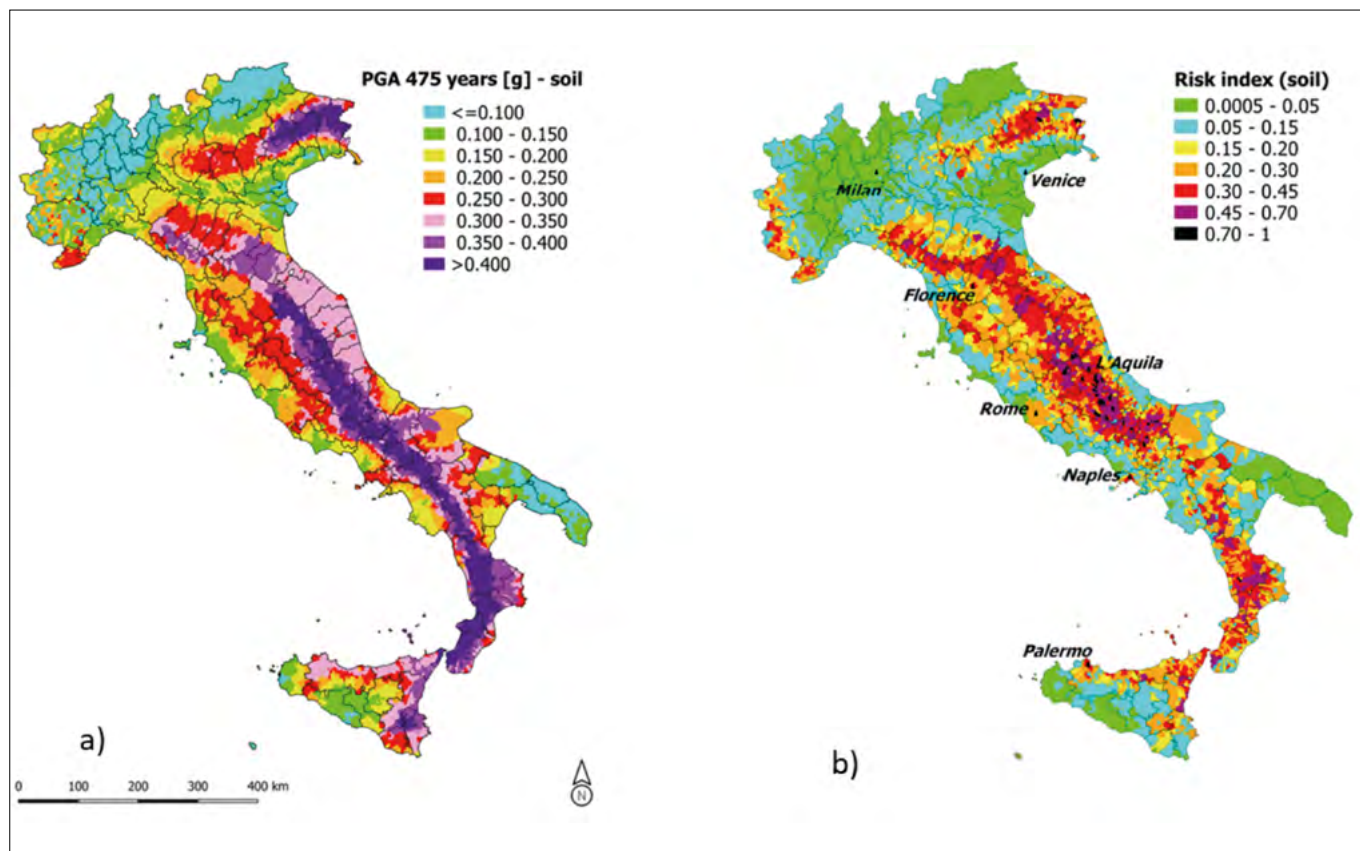 PGA 475 years [g] - soil
<=0.100
0.100 - 0.150
0.150 - 0.200
0.200 - 0.250
0.250 - 0.300
0.300 - 0.350
0.350 - 0.400
>0.400
a)
0 100 200 300 400 km
N
Risk index (soil)
0.0005 - 0.05
0.05 - 0.15
0.15 - 0.20
0.20 - 0.30
0.30 - 0.45
0.45 - 0.70
0.70 - 1
Milan
Venice
Florence
L'Aquila
Rome
Naples
Palermo
b)